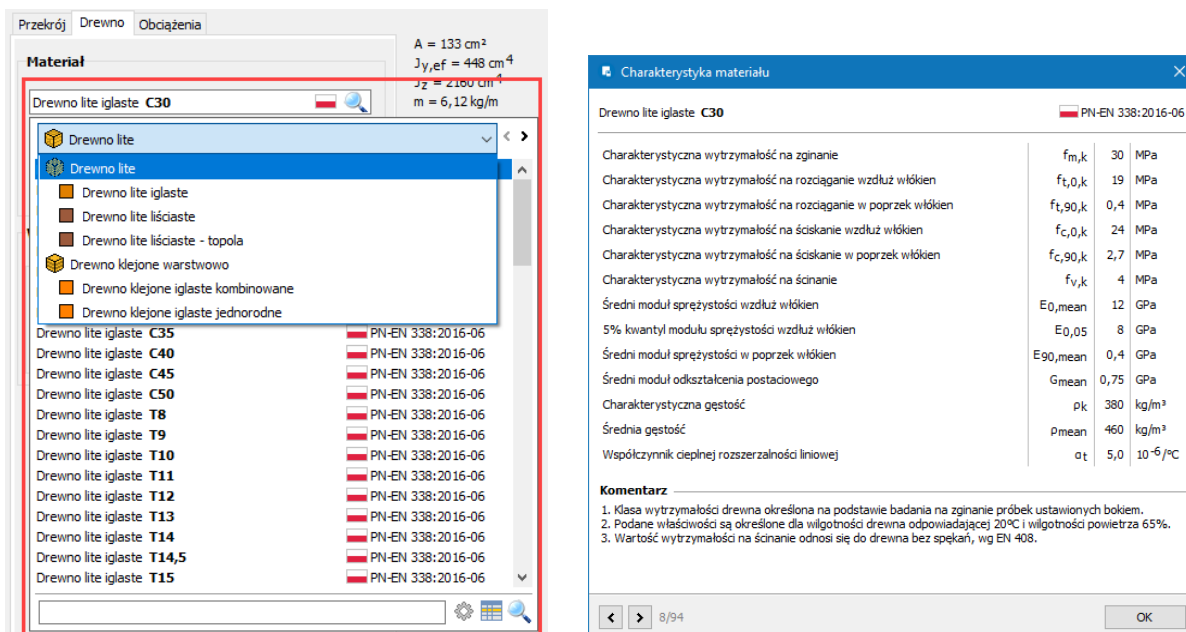 Przekrój Drewno Obciążenia
Materiał
A = 133 cm²
Jy,ef = 448 cm⁴
Jz = 2160 cm⁴
m = 6,12 kg/m
Drewno lite iglaste C30
Drewno lite
Drewno lite
Drewno lite iglaste
Drewno lite liściaste
Drewno lite liściaste - topola
Drewno klejone warstwowo
Drewno klejone iglaste kombinowane
Drewno klejone iglaste jednorodne
Drewno lite iglaste C35 PN-EN 338:2016-06
Drewno lite iglaste C40 PN-EN 338:2016-06
Drewno lite iglaste C45 PN-EN 338:2016-06
Drewno lite iglaste C50 PN-EN 338:2016-06
Drewno lite iglaste T8 PN-EN 338:2016-06
Drewno lite iglaste T9 PN-EN 338:2016-06
Drewno lite iglaste T10 PN-EN 338:2016-06
Drewno lite iglaste T11 PN-EN 338:2016-06
Drewno lite iglaste T12 PN-EN 338:2016-06
Drewno lite iglaste T13 PN-EN 338:2016-06
Drewno lite iglaste T14 PN-EN 338:2016-06
Drewno lite iglaste T14,5 PN-EN 338:2016-06
Drewno lite iglaste T15 PN-EN 338:2016-06
Charakterystyka materiału
Drewno lite iglaste C30 PN-EN 338:2016-06
Charakterystyczna wytrzymałość na zginanie fm,k 30 MPa
Charakterystyczna wytrzymałość na rozciąganie wzdłuż włókien ft,0,k 19 MPa
Charakterystyczna wytrzymałość na rozciąganie w poprzek włókien ft,90,k 0,4 MPa
Charakterystyczna wytrzymałość na ściskanie wzdłuż włókien fc,0,k 24 MPa
Charakterystyczna wytrzymałość na ściskanie w poprzek włókien fc,90,k 2,7 MPa
Charakterystyczna wytrzymałość na ścinanie fv,k 4 MPa
Średni moduł sprężystości wzdłuż włókien E0,mean 12 GPa
5% kwantyl modułu sprężystości wzdłuż włókien E0,05 8 GPa
Średni moduł sprężystości w poprzek włókien E90,mean 0,4 GPa
Średni moduł odkształcenia postaciowego Gmean 0,75 GPa
Charakterystyczna gęstość ρk 380 kg/m³
Średnia gęstość ρmean 460 kg/m³
Współczynnik cieplnej rozszerzalności liniowej αt 5,0 10⁻⁶/ºC
Komentarz
1. Klasa wytrzymałości drewna określona na podstawie badania na zginanie próbek ustawionych bokiem.
2. Podane właściwości są określone dla wilgotności drewna odpowiadającej 20ºC i wilgotności powietrza 65%.
3. Wartość wytrzymałości na ścinanie odnosi się do drewna bez spękań, wg EN 408.
8/94 OK